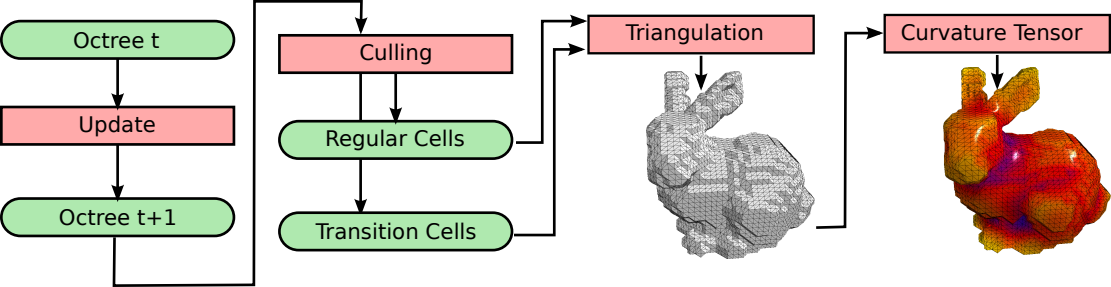 Octree t
Update
Octree t+1
Culling
Regular Cells
Transition Cells
Triangulation
Curvature Tensor